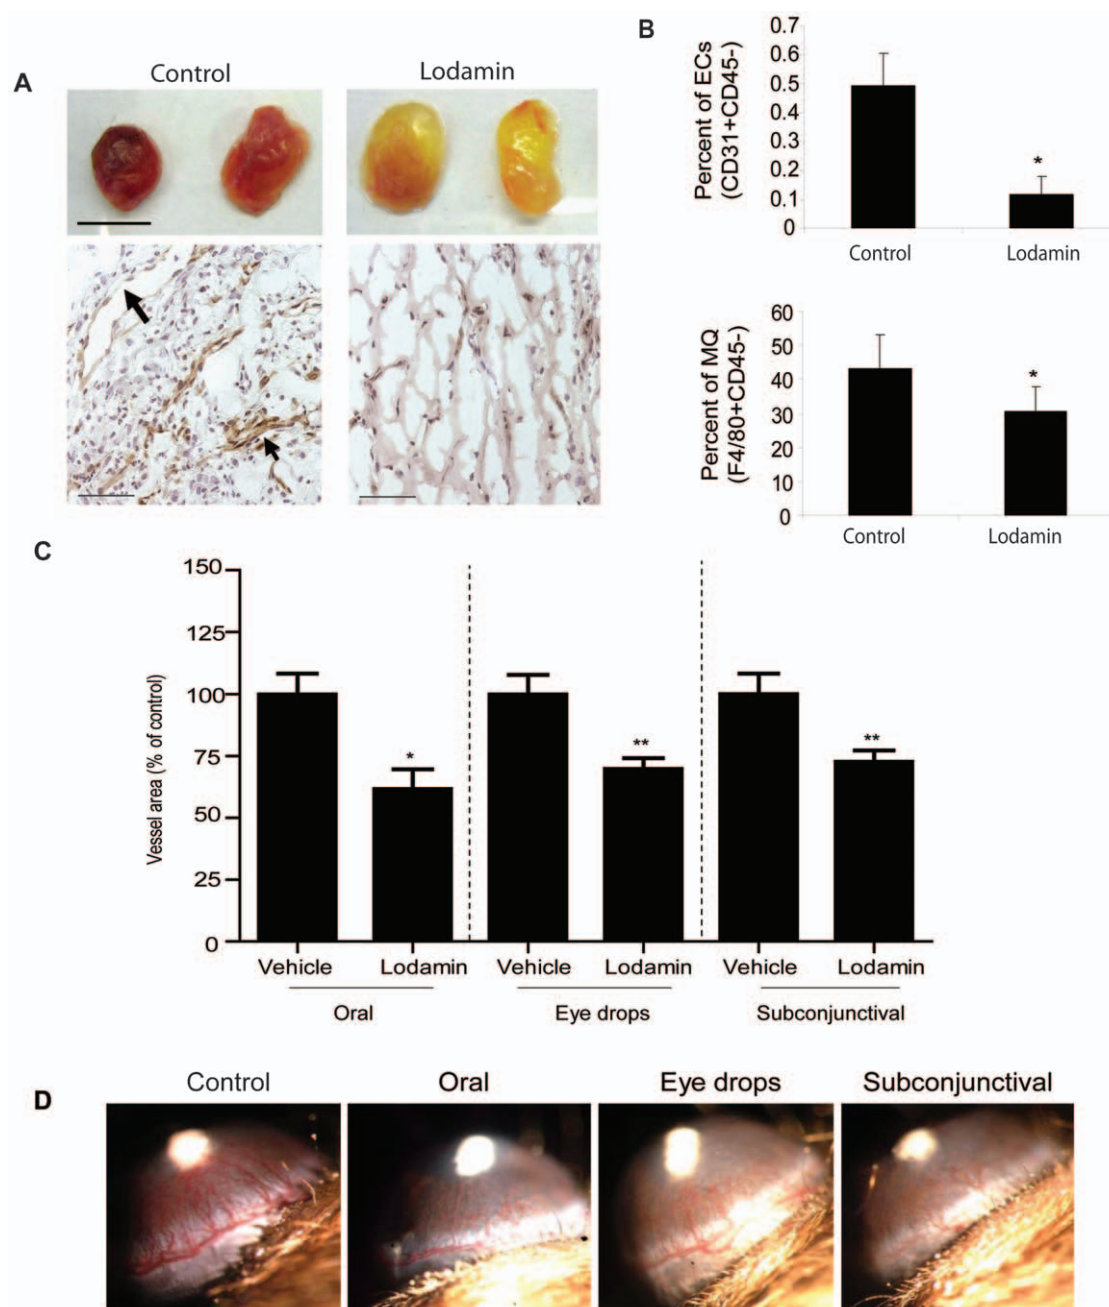 A
Control
Lodamin
B
Percent of ECs
(CD31+CD45-)
0.7
0.6
0.5
0.4
0.3
0.2
0.1
0
*
Control
Lodamin
Percent of MQ
(F4/80+CD45-)
60
50
40
30
20
10
0
*
Control
Lodamin
C
Vessel area (% of control)
150
125
100
75
50
25
0
*
**
**
Vehicle
Lodamin
Vehicle
Lodamin
Vehicle
Lodamin
Oral
Eye drops
Subconjunctival
D
Control
Oral
Eye drops
Subconjunctival